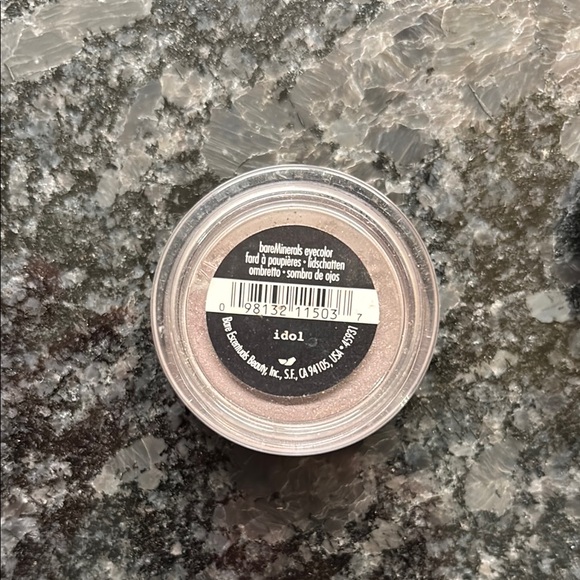 bareMinerals eyecolor
fard à paupières • lidschatten
ombretto • sombra de ojos
0 98132 11503 7
idol
Bare Escentuals Beauty, Inc., S.F., CA 94105, USA • 45931